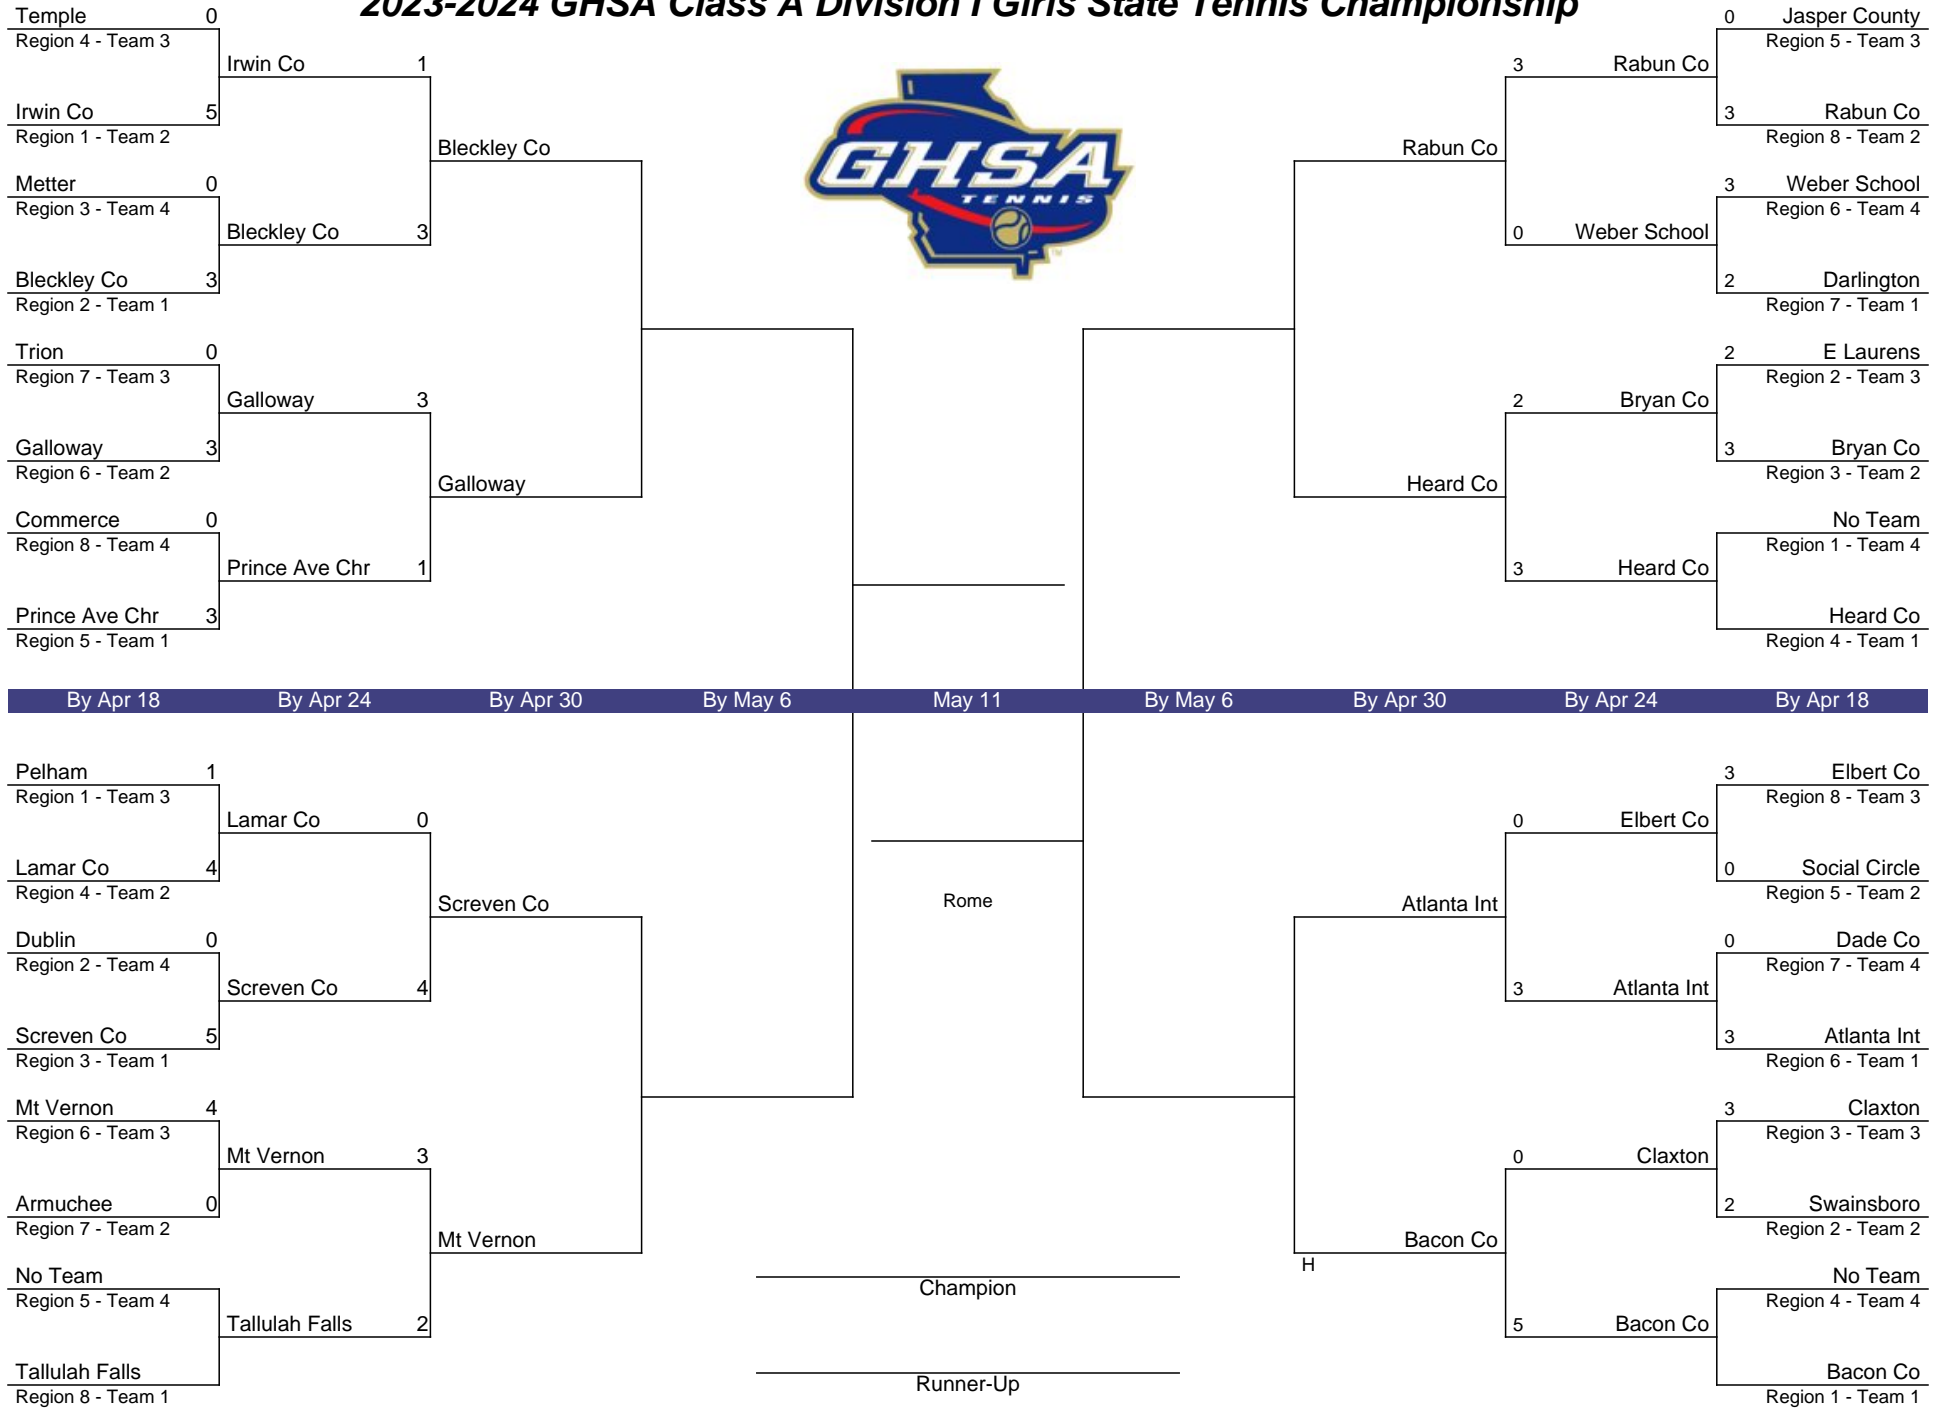 2023-2024 GHSA Class A Division I Girls State Tennis Championship
Temple 0
Region 4 - Team 3
Irwin Co 1
Irwin Co 5
Region 1 - Team 2
Bleckley Co
Metter 0
Region 3 - Team 4
Bleckley Co 3
Bleckley Co 3
Region 2 - Team 1
Trion 0
Region 7 - Team 3
Galloway 3
Galloway 3
Region 6 - Team 2
Galloway
Commerce 0
Region 8 - Team 4
Prince Ave Chr 1
Prince Ave Chr 3
Region 5 - Team 1
GHSA
TENNIS
TM
0 Jasper County
Region 5 - Team 3
3 Rabun Co
3 Rabun Co
Region 8 - Team 2
Rabun Co
3 Weber School
Region 6 - Team 4
0 Weber School
2 Darlington
Region 7 - Team 1
2 E Laurens
Region 2 - Team 3
2 Bryan Co
3 Bryan Co
Region 3 - Team 2
Heard Co
No Team
Region 1 - Team 4
3 Heard Co
Heard Co
Region 4 - Team 1
By Apr 18 By Apr 24 By Apr 30 By May 6 May 11 By May 6 By Apr 30 By Apr 24 By Apr 18
Pelham 1
Region 1 - Team 3
Lamar Co 0
Lamar Co 4
Region 4 - Team 2
Screven Co
Dublin 0
Region 2 - Team 4
Screven Co 4
Screven Co 5
Region 3 - Team 1
Mt Vernon 4
Region 6 - Team 3
Mt Vernon 3
Armuchee 0
Region 7 - Team 2
Mt Vernon
No Team
Region 5 - Team 4
Tallulah Falls 2
Tallulah Falls
Region 8 - Team 1
Rome
Champion
Runner-Up
3 Elbert Co
Region 8 - Team 3
0 Elbert Co
0 Social Circle
Region 5 - Team 2
Atlanta Int
0 Dade Co
Region 7 - Team 4
3 Atlanta Int
3 Atlanta Int
Region 6 - Team 1
3 Claxton
Region 3 - Team 3
0 Claxton
2 Swainsboro
Region 2 - Team 2
Bacon Co
H
No Team
Region 4 - Team 4
5 Bacon Co
Bacon Co
Region 1 - Team 1